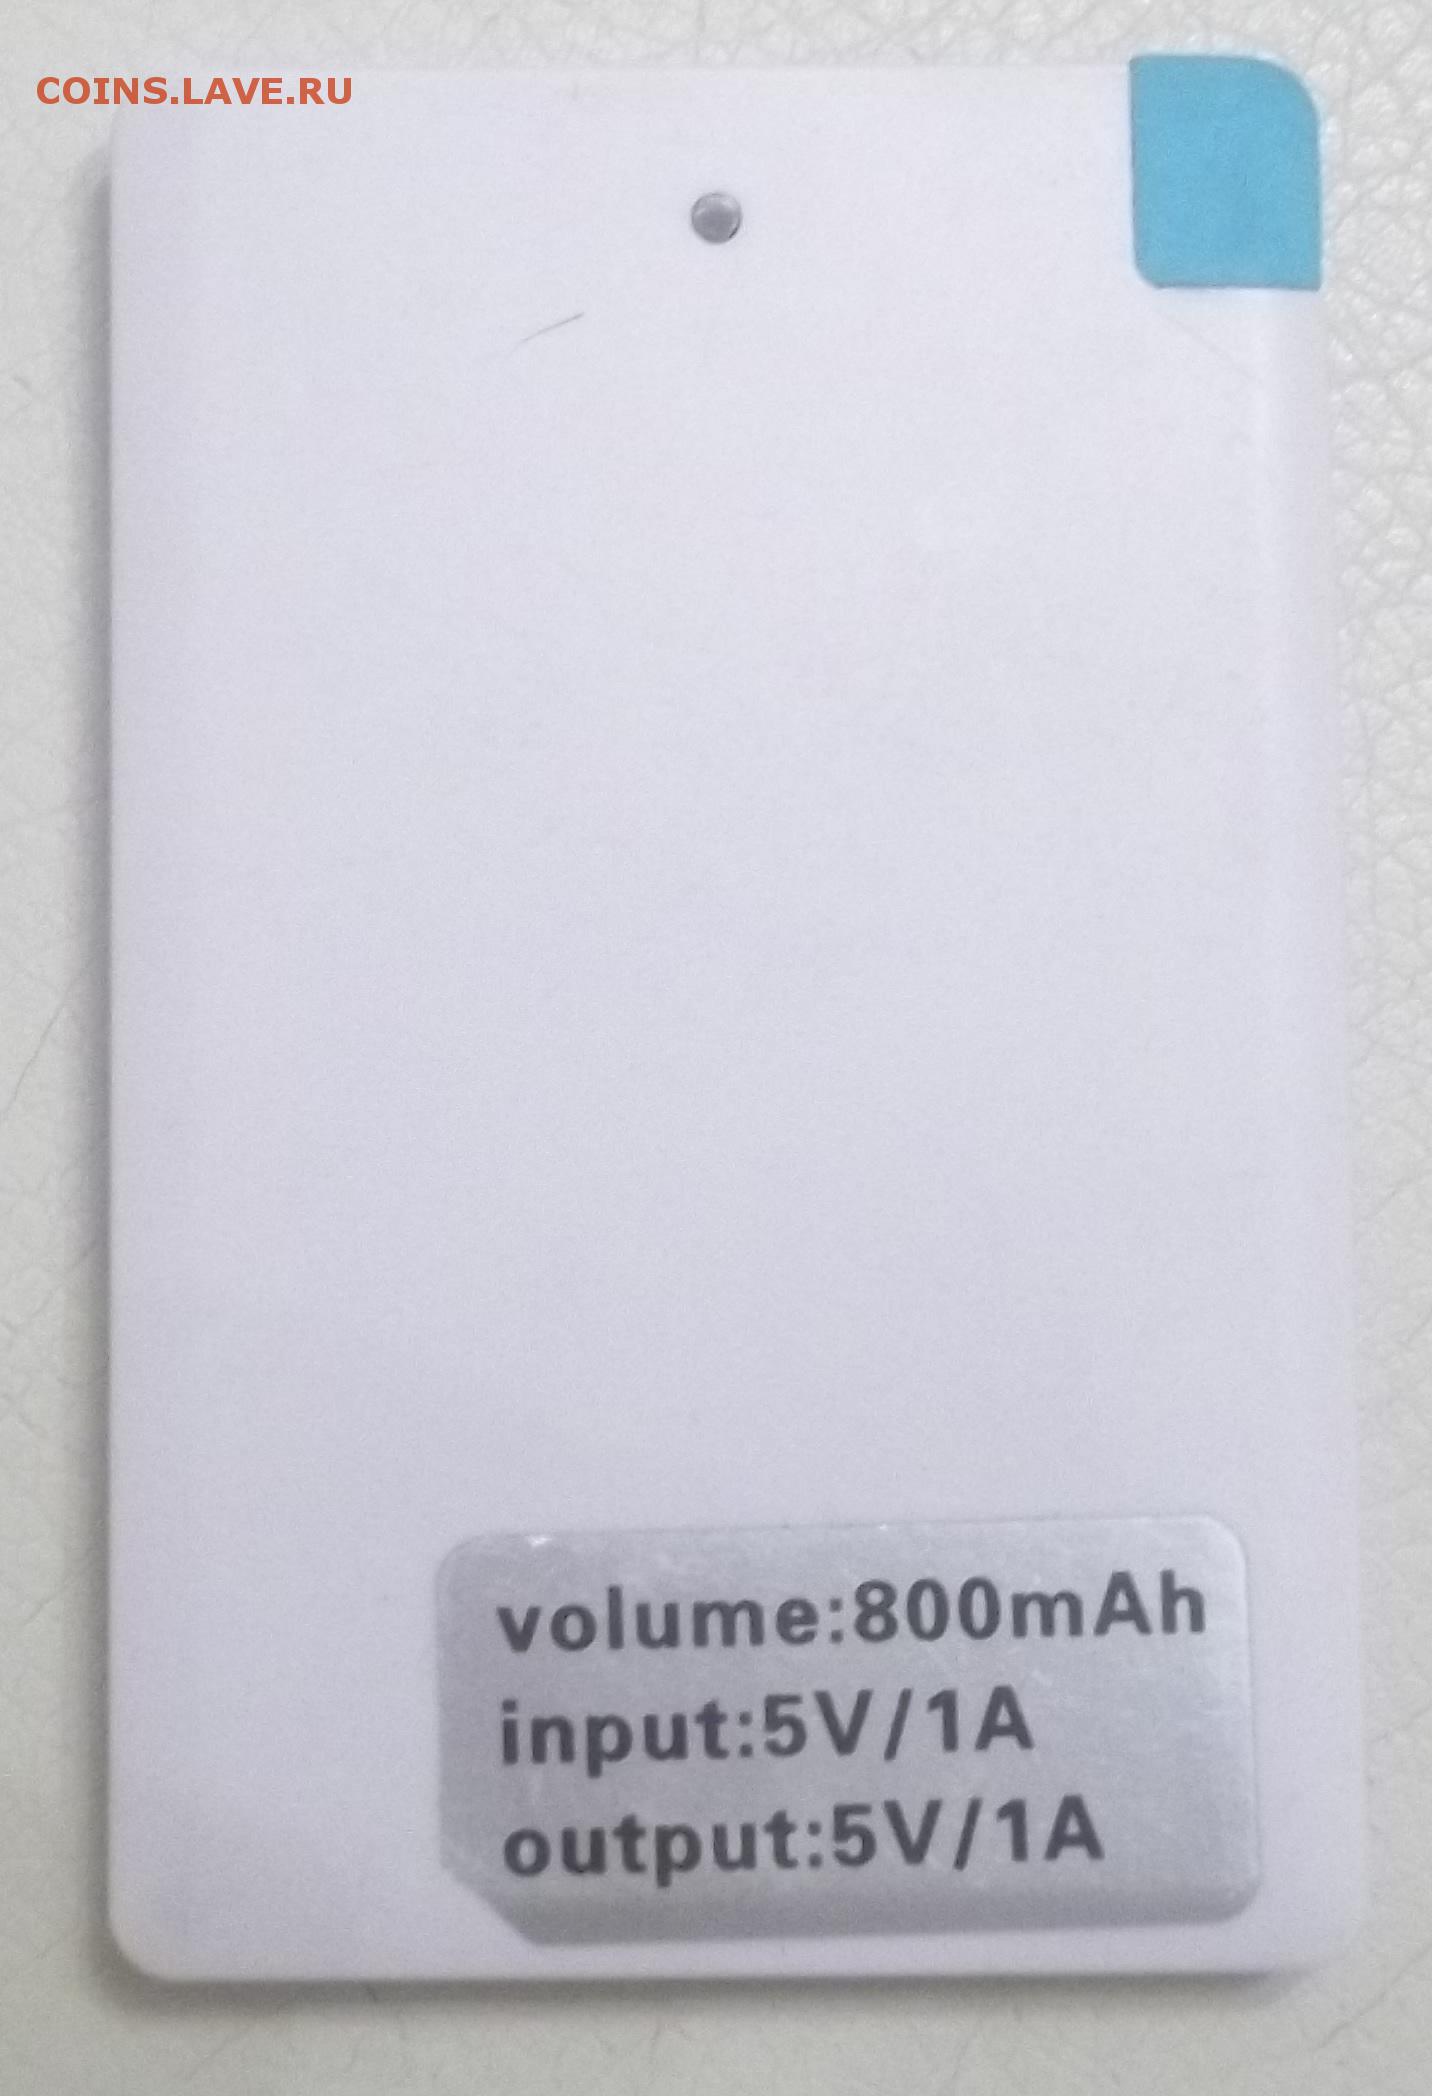 COINS.LAVE.RU
volume:800mAh
input:5V/1A
output:5V/1A